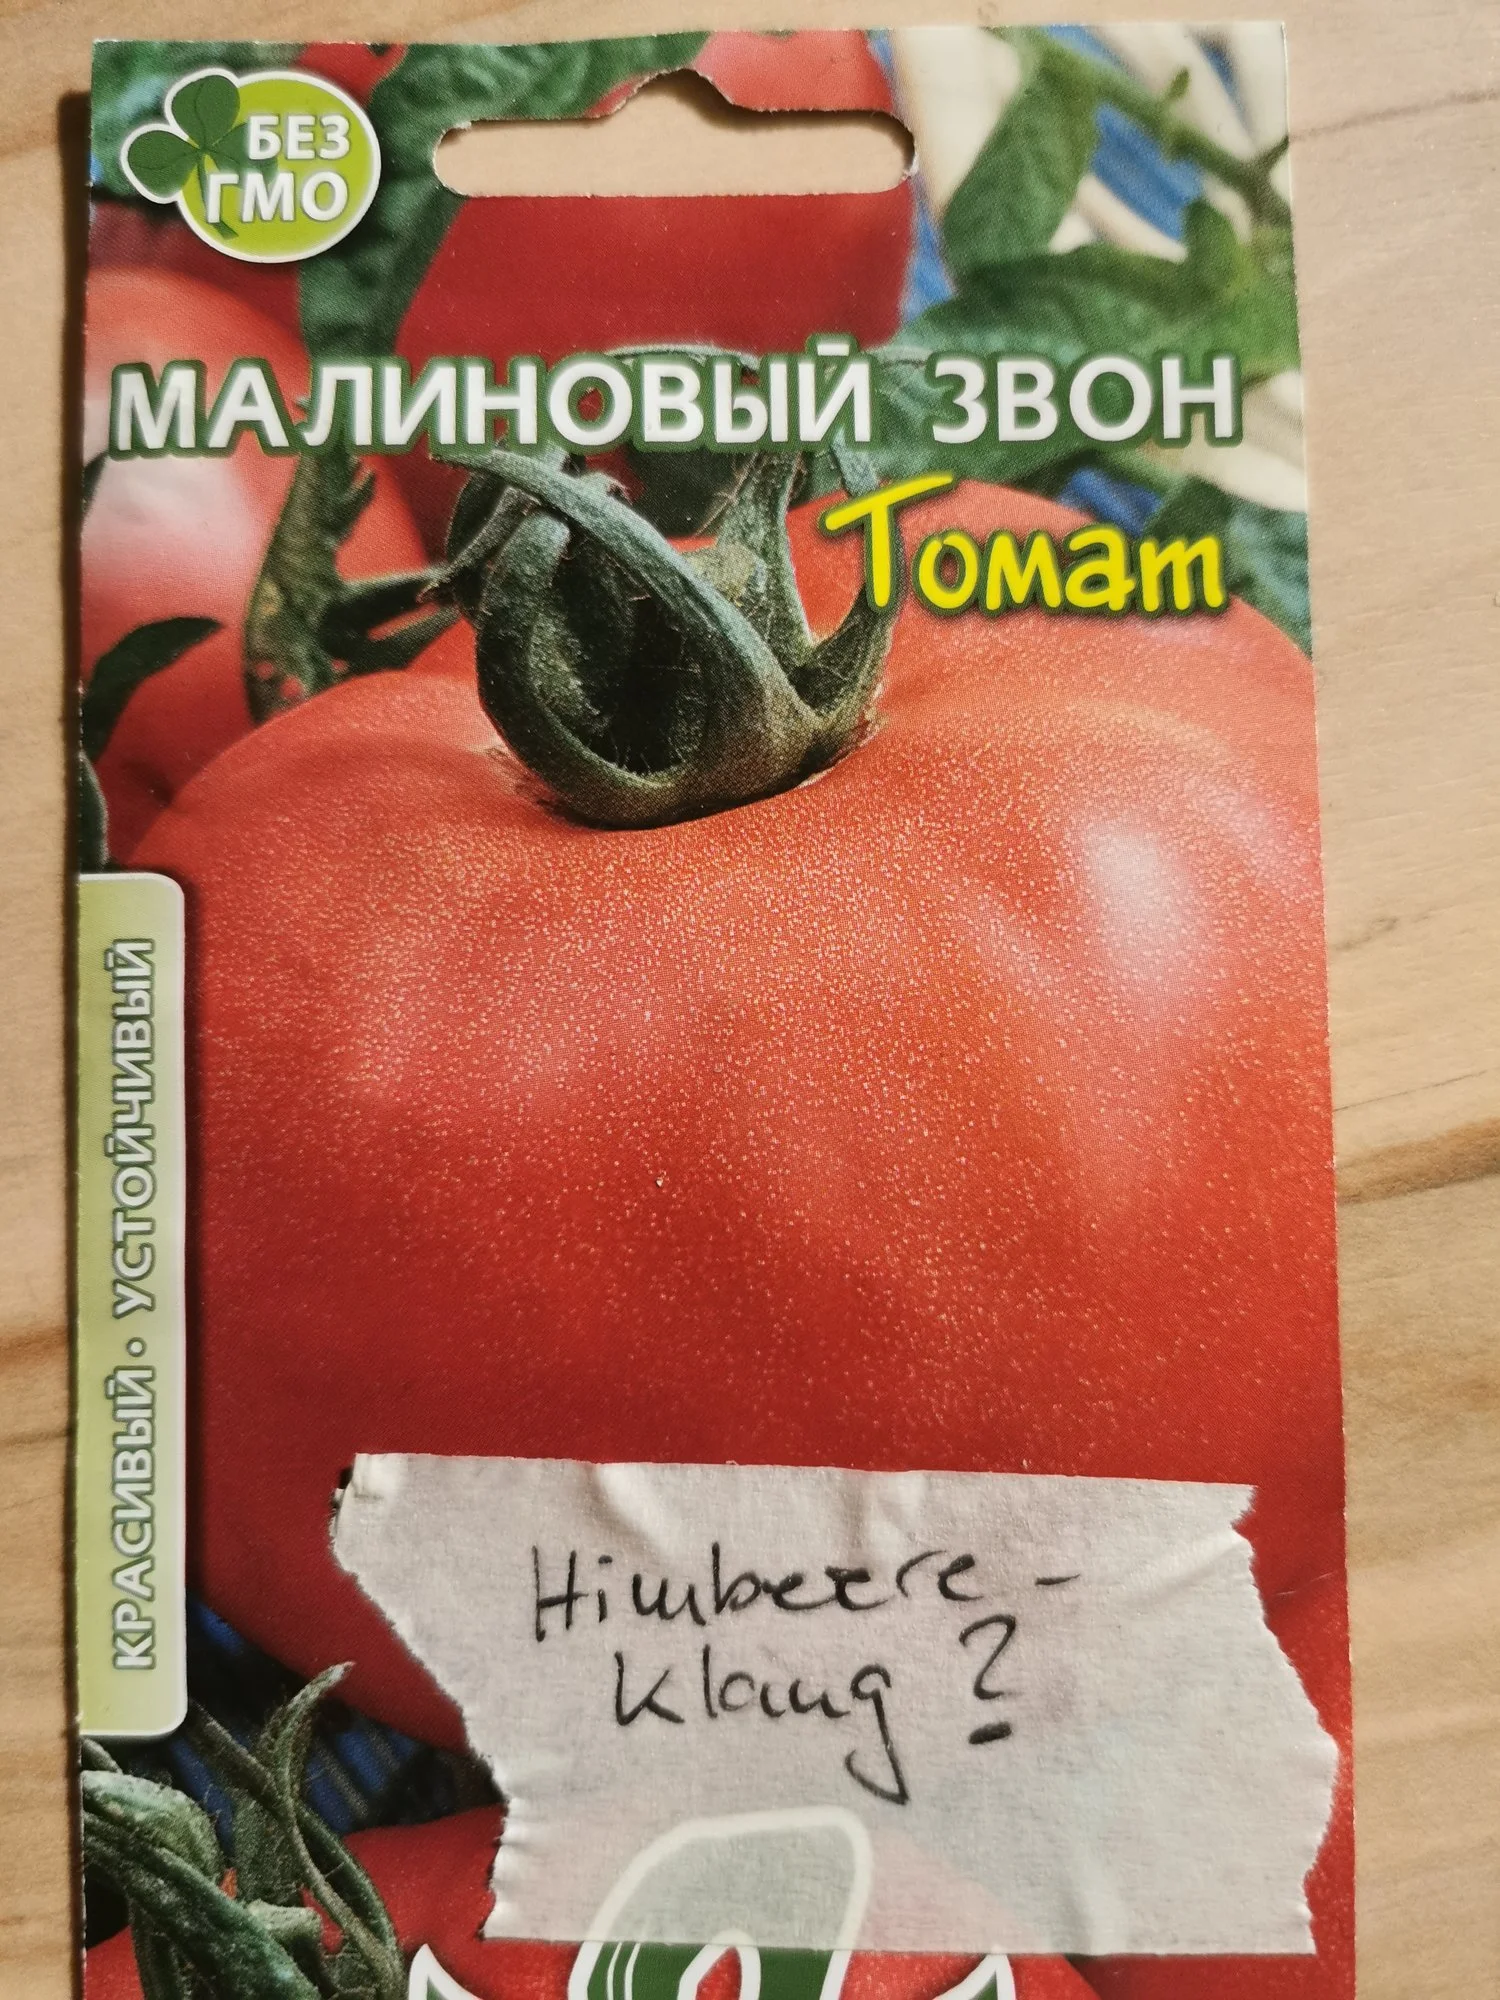 БЕЗ
ГМО
МАЛИНОВЫЙ ЗВОН
Томат
КРАСИВЫЙ • УСТОЙЧИВЫЙ
Himbeere-
klang?